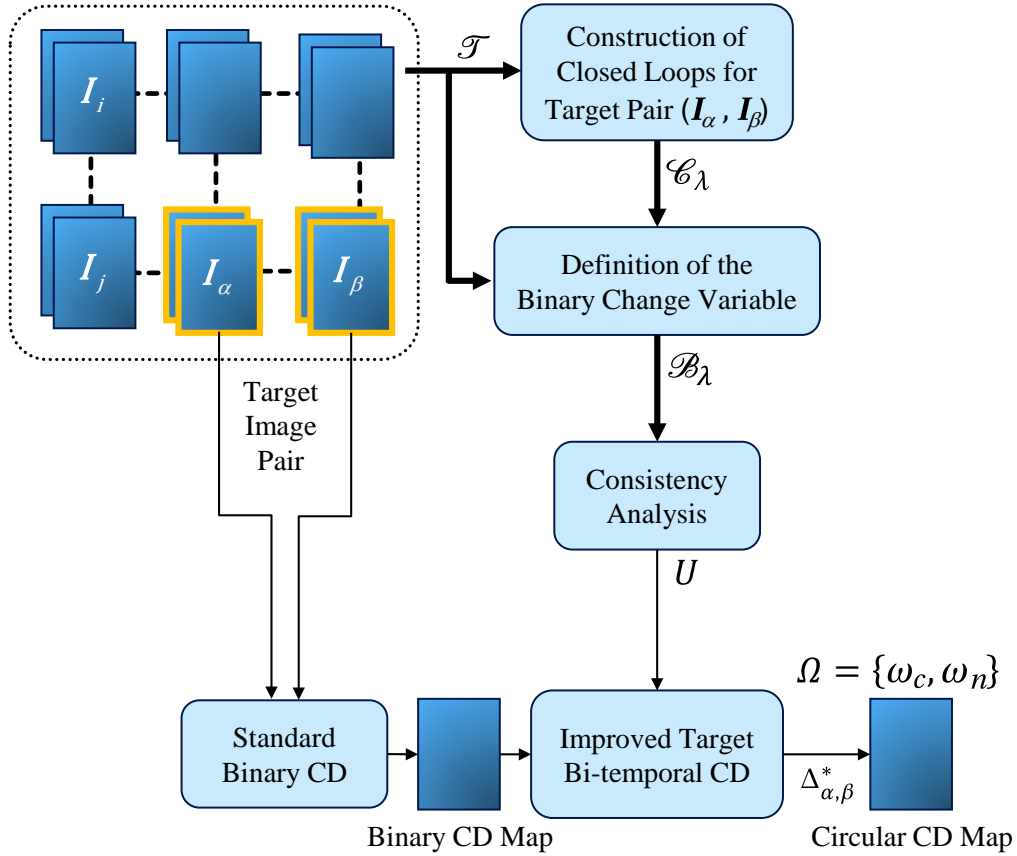 𝒯
Construction of
Closed Loops for
Target Pair (I_α , I_β)
I_i
𝒞_λ
I_j
I_α
I_β
Definition of the
Binary Change Variable
ℬ_λ
Target
Image
Pair
Consistency
Analysis
U
Ω = {ω_c, ω_n}
Standard
Binary CD
Improved Target
Bi-temporal CD
Δ*_α,β
Binary CD Map
Circular CD Map